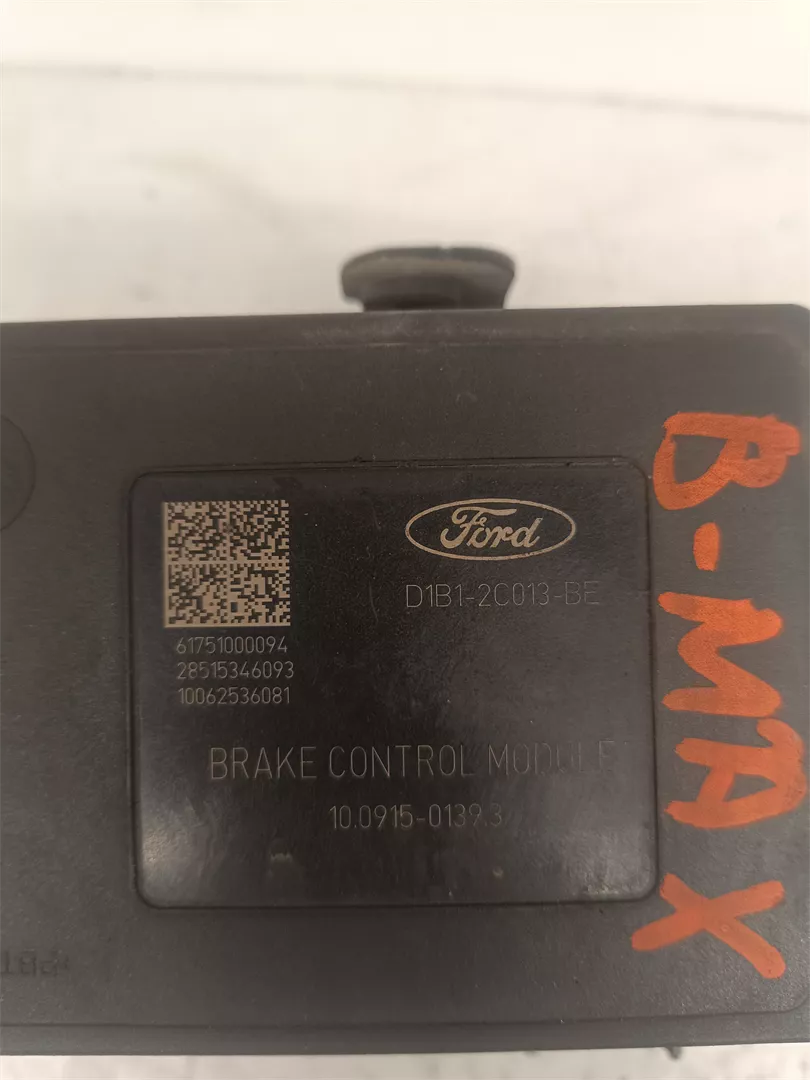 Ford
D1B1-2C013-BE
61751000094
28515346093
10062536081
BRAKE CONTROL MODULE
10.0915-0139.3
B-MAX